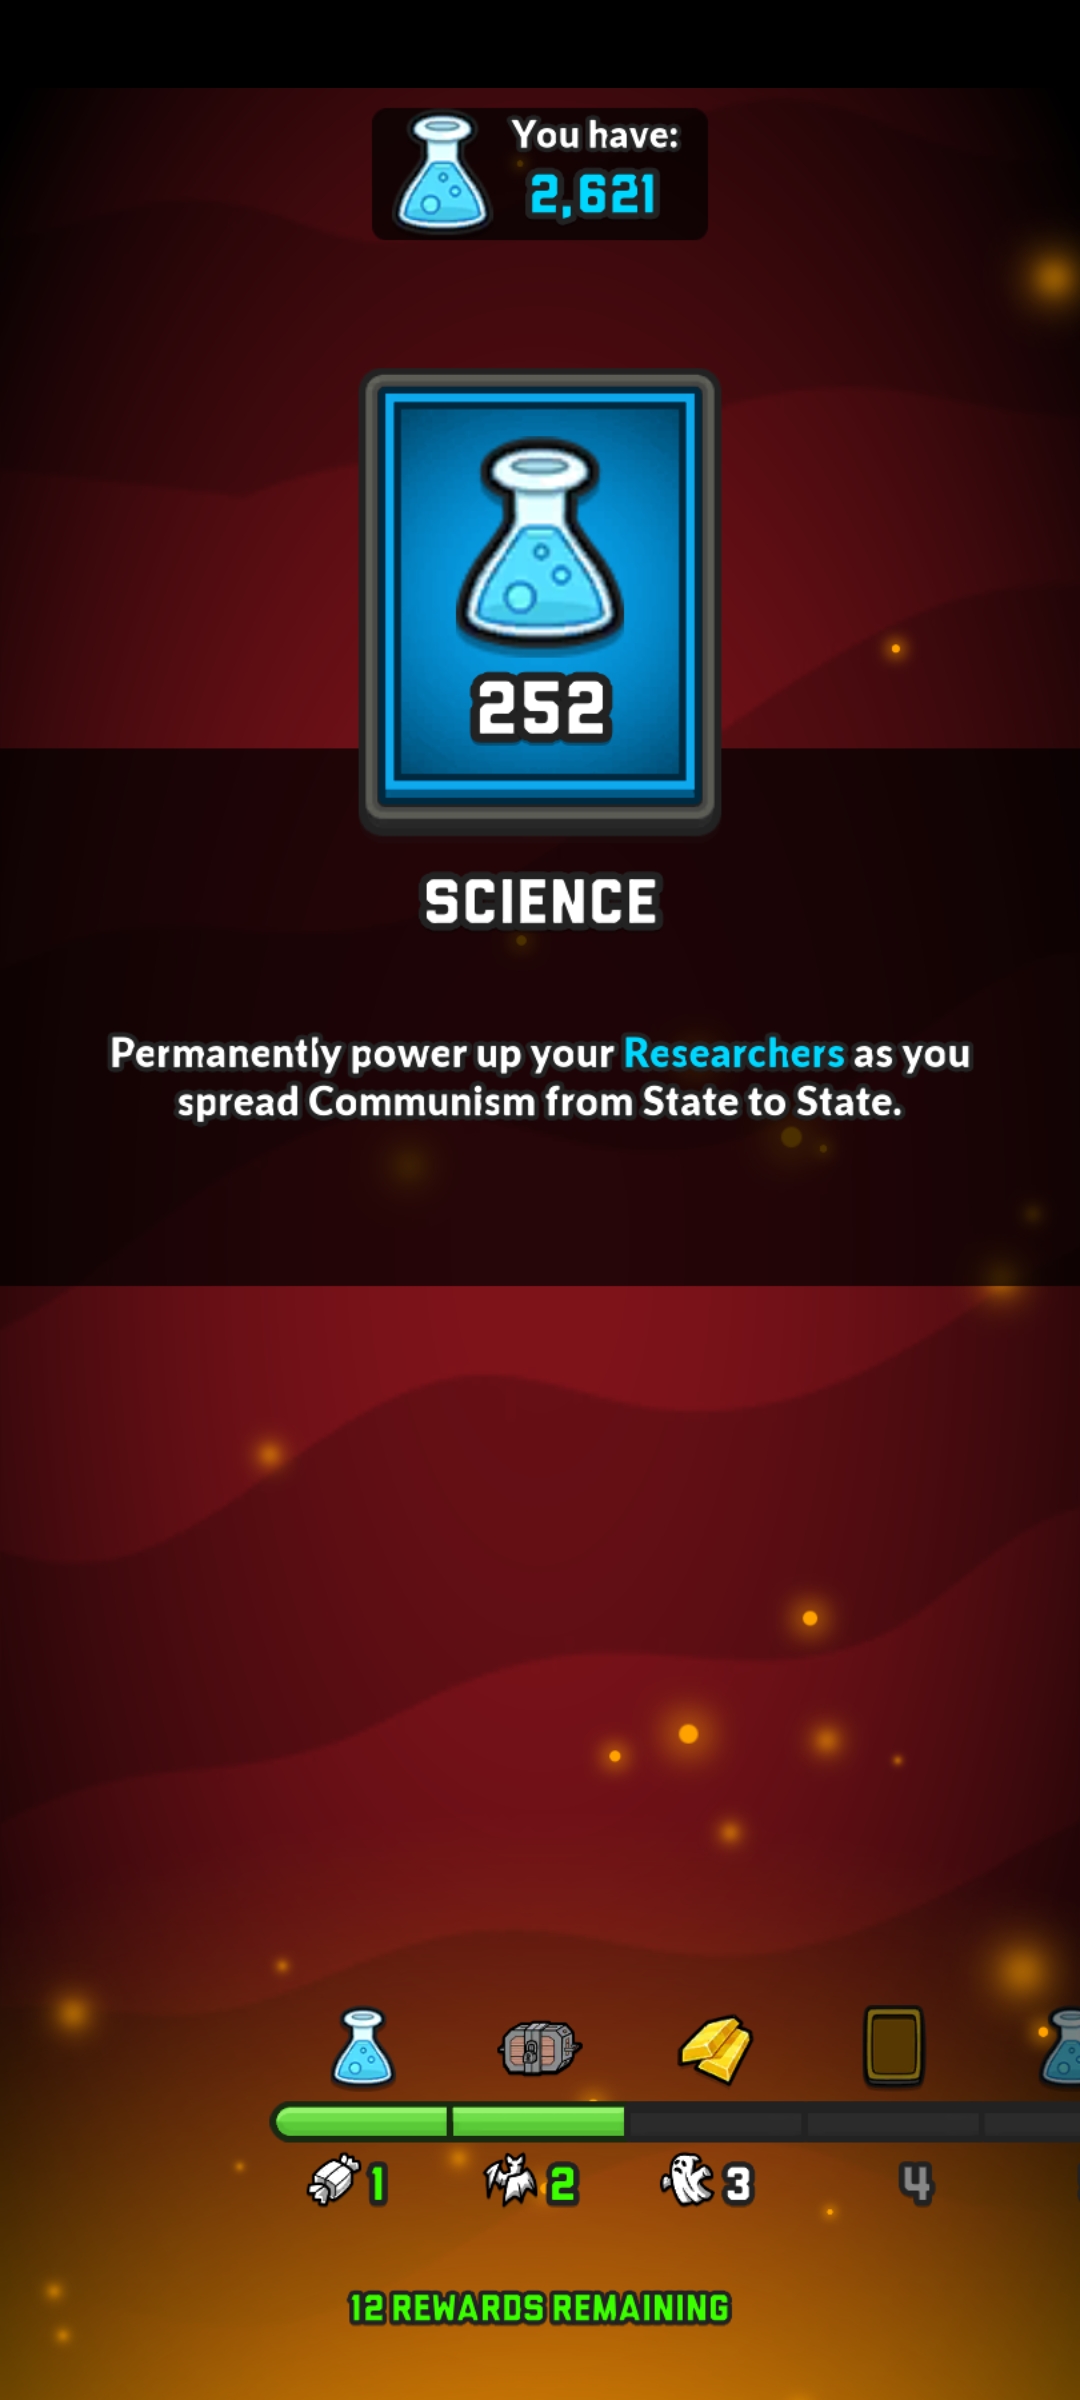 You have:
2,621
252
SCIENCE
Permanently power up your Researchers as you
spread Communism from State to State.
1 2 3 4
12 REWARDS REMAINING